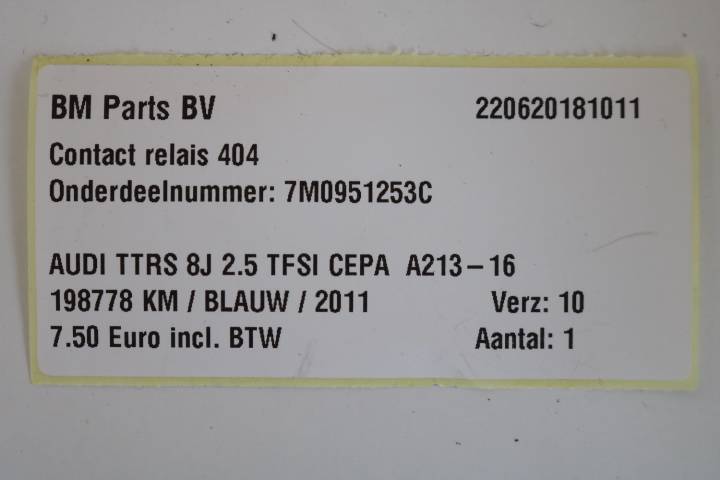 BM Parts BV 220620181011
Contact relais 404
Onderdeelnummer: 7M0951253C
AUDI TTRS 8J 2.5 TFSI CEPA A213-16
198778 KM / BLAUW / 2011 Verz: 10
7.50 Euro incl. BTW Aantal: 1